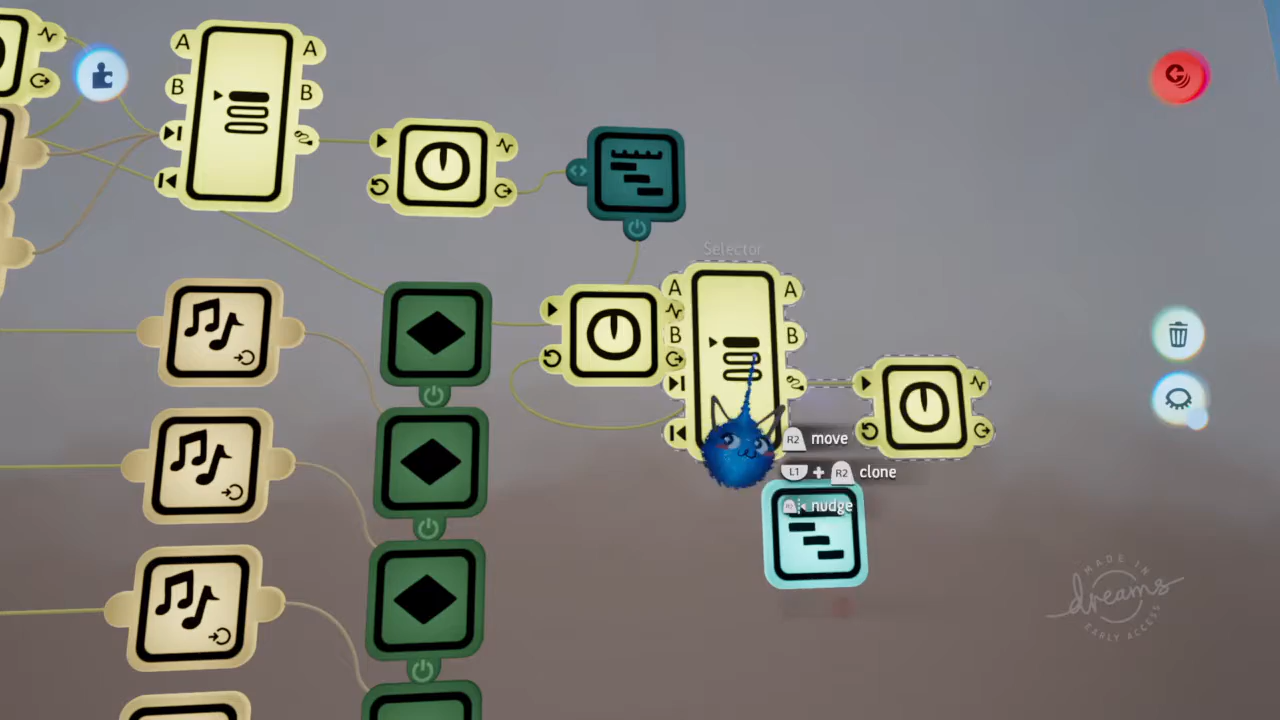 A
A
B
B
Selector
A
A
B
B
R2 move
L1 + R2 clone
nudge
MADE IN
dreams
EARLY ACCESS